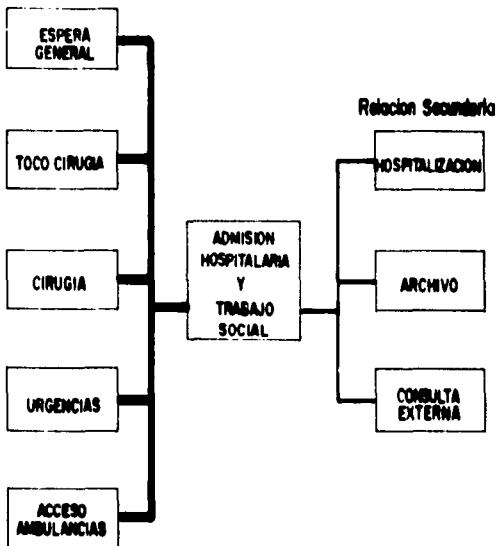 ESPERA
GENERAL
TOCO CIRUGIA
CIRUGIA
URGENCIAS
ACCESO
AMBULANCIAS
ADMISION
HOSPITALARIA
Y
TRABAJO
SOCIAL
Relacion Secundaria
HOSPITALIZACION
ARCHIVO
CONSULTA
EXTERNA